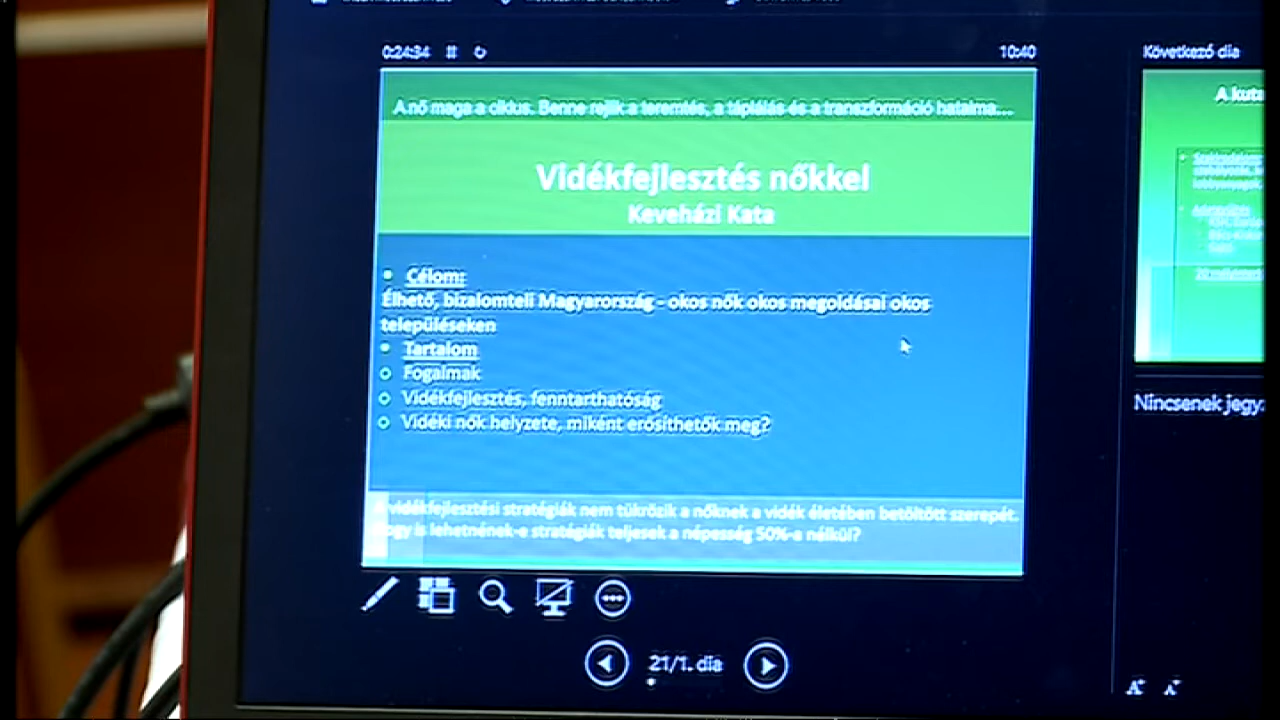 0:24:34
10:40
Következő dia
A nő maga a ciklus. Benne rejlik a teremtés, a táplálás és a transzformáció hatalma...
Vidékfejlesztés nőkkel
Keveházi Kata
Célom:
Élhető, bizalomteli Magyarország - okos nők okos megoldásai okos
településeken
Tartalom
Fogalmak
Vidékfejlesztés, fenntarthatóság
Vidéki nők helyzete, miként erősíthetők meg?
A vidékfejlesztési stratégiák nem tükrözik a nőknek a vidék életében betöltött szerepét.
Hogy is lehetnének-e stratégiák teljesek a népesség 50%-a nélkül?
Nincsenek jegyz
21/1. dia